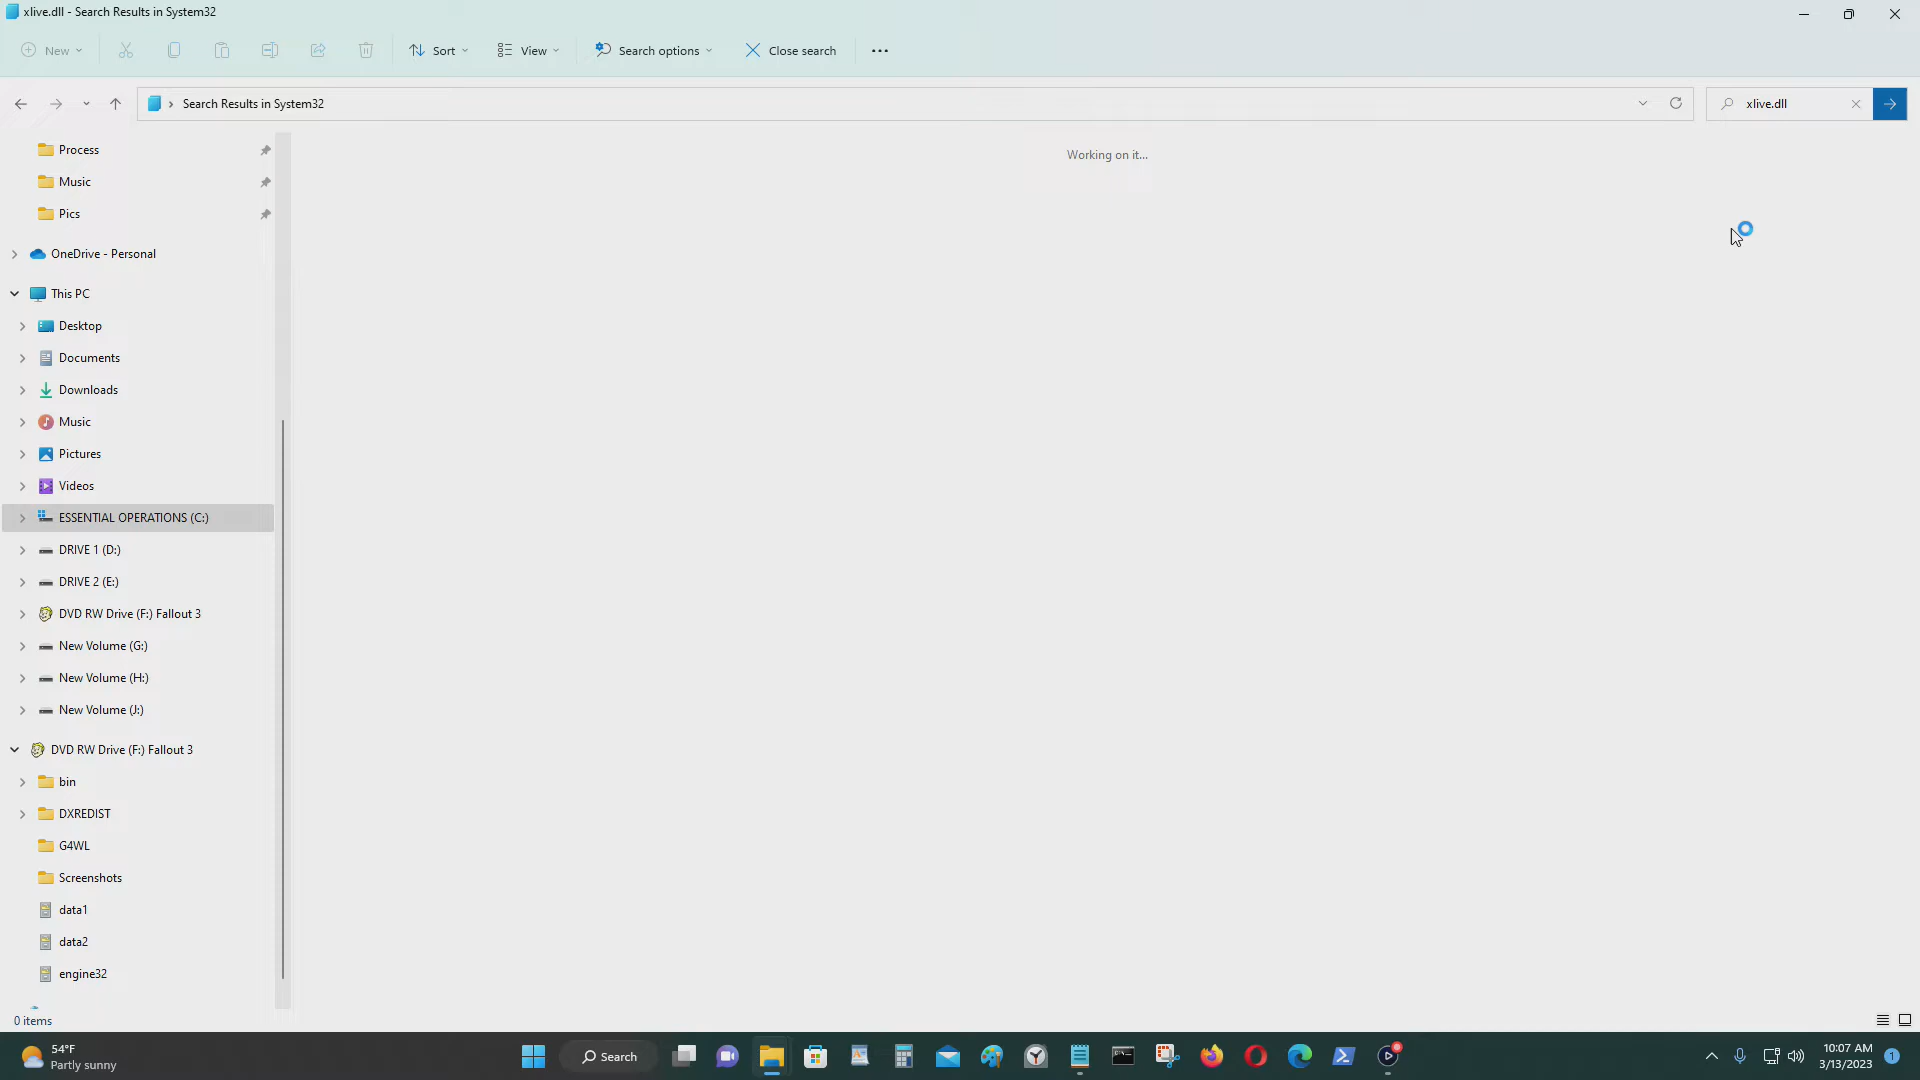 xlive.dll - Search Results in System32
New
Sort
View
Search options
Close search
Search Results in System32
xlive.dll
Working on it...
Process
Music
Pics
OneDrive - Personal
This PC
Desktop
Documents
Downloads
Music
Pictures
Videos
ESSENTIAL OPERATIONS (C:)
DRIVE 1 (D:)
DRIVE 2 (E:)
DVD RW Drive (F:) Fallout 3
New Volume (G:)
New Volume (H:)
New Volume (J:)
DVD RW Drive (F:) Fallout 3
bin
DXREDIST
G4WL
Screenshots
data1
data2
engine32
0 items
54°F
Partly sunny
Search
10:07 AM
3/13/2023
1